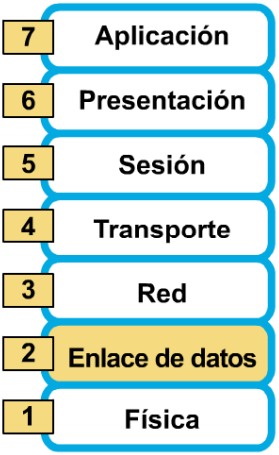 7 Aplicación
6 Presentación
5 Sesión
4 Transporte
3 Red
2 Enlace de datos
1 Física